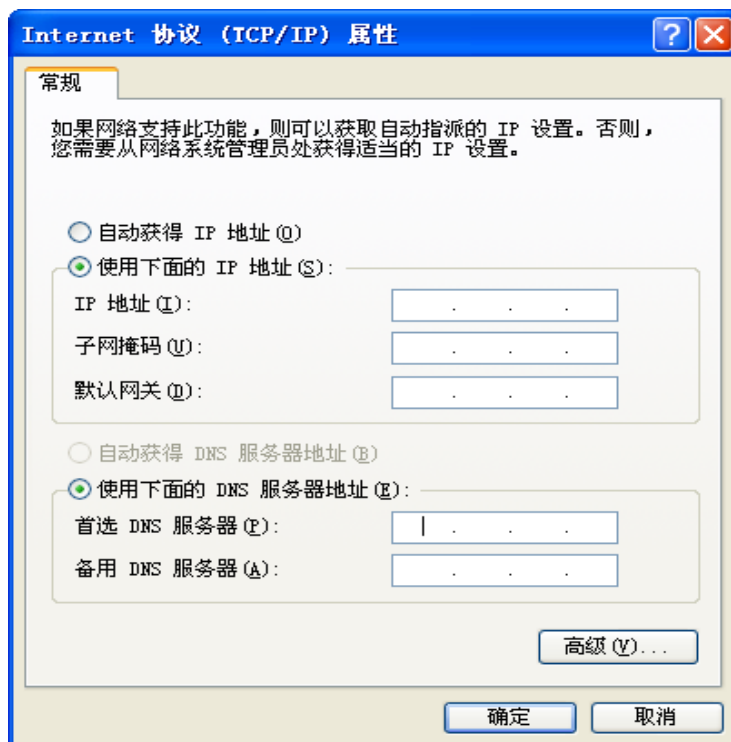 Internet 协议 (TCP/IP) 属性
常规
如果网络支持此功能，则可以获取自动指派的 IP 设置。否则，
您需要从网络系统管理员处获得适当的 IP 设置。
自动获得 IP 地址(O)
使用下面的 IP 地址(S):
IP 地址(I):
子网掩码(U):
默认网关(D):
自动获得 DNS 服务器地址(B)
使用下面的 DNS 服务器地址(E):
首选 DNS 服务器(P):
备用 DNS 服务器(A):
高级(V)...
确定
取消